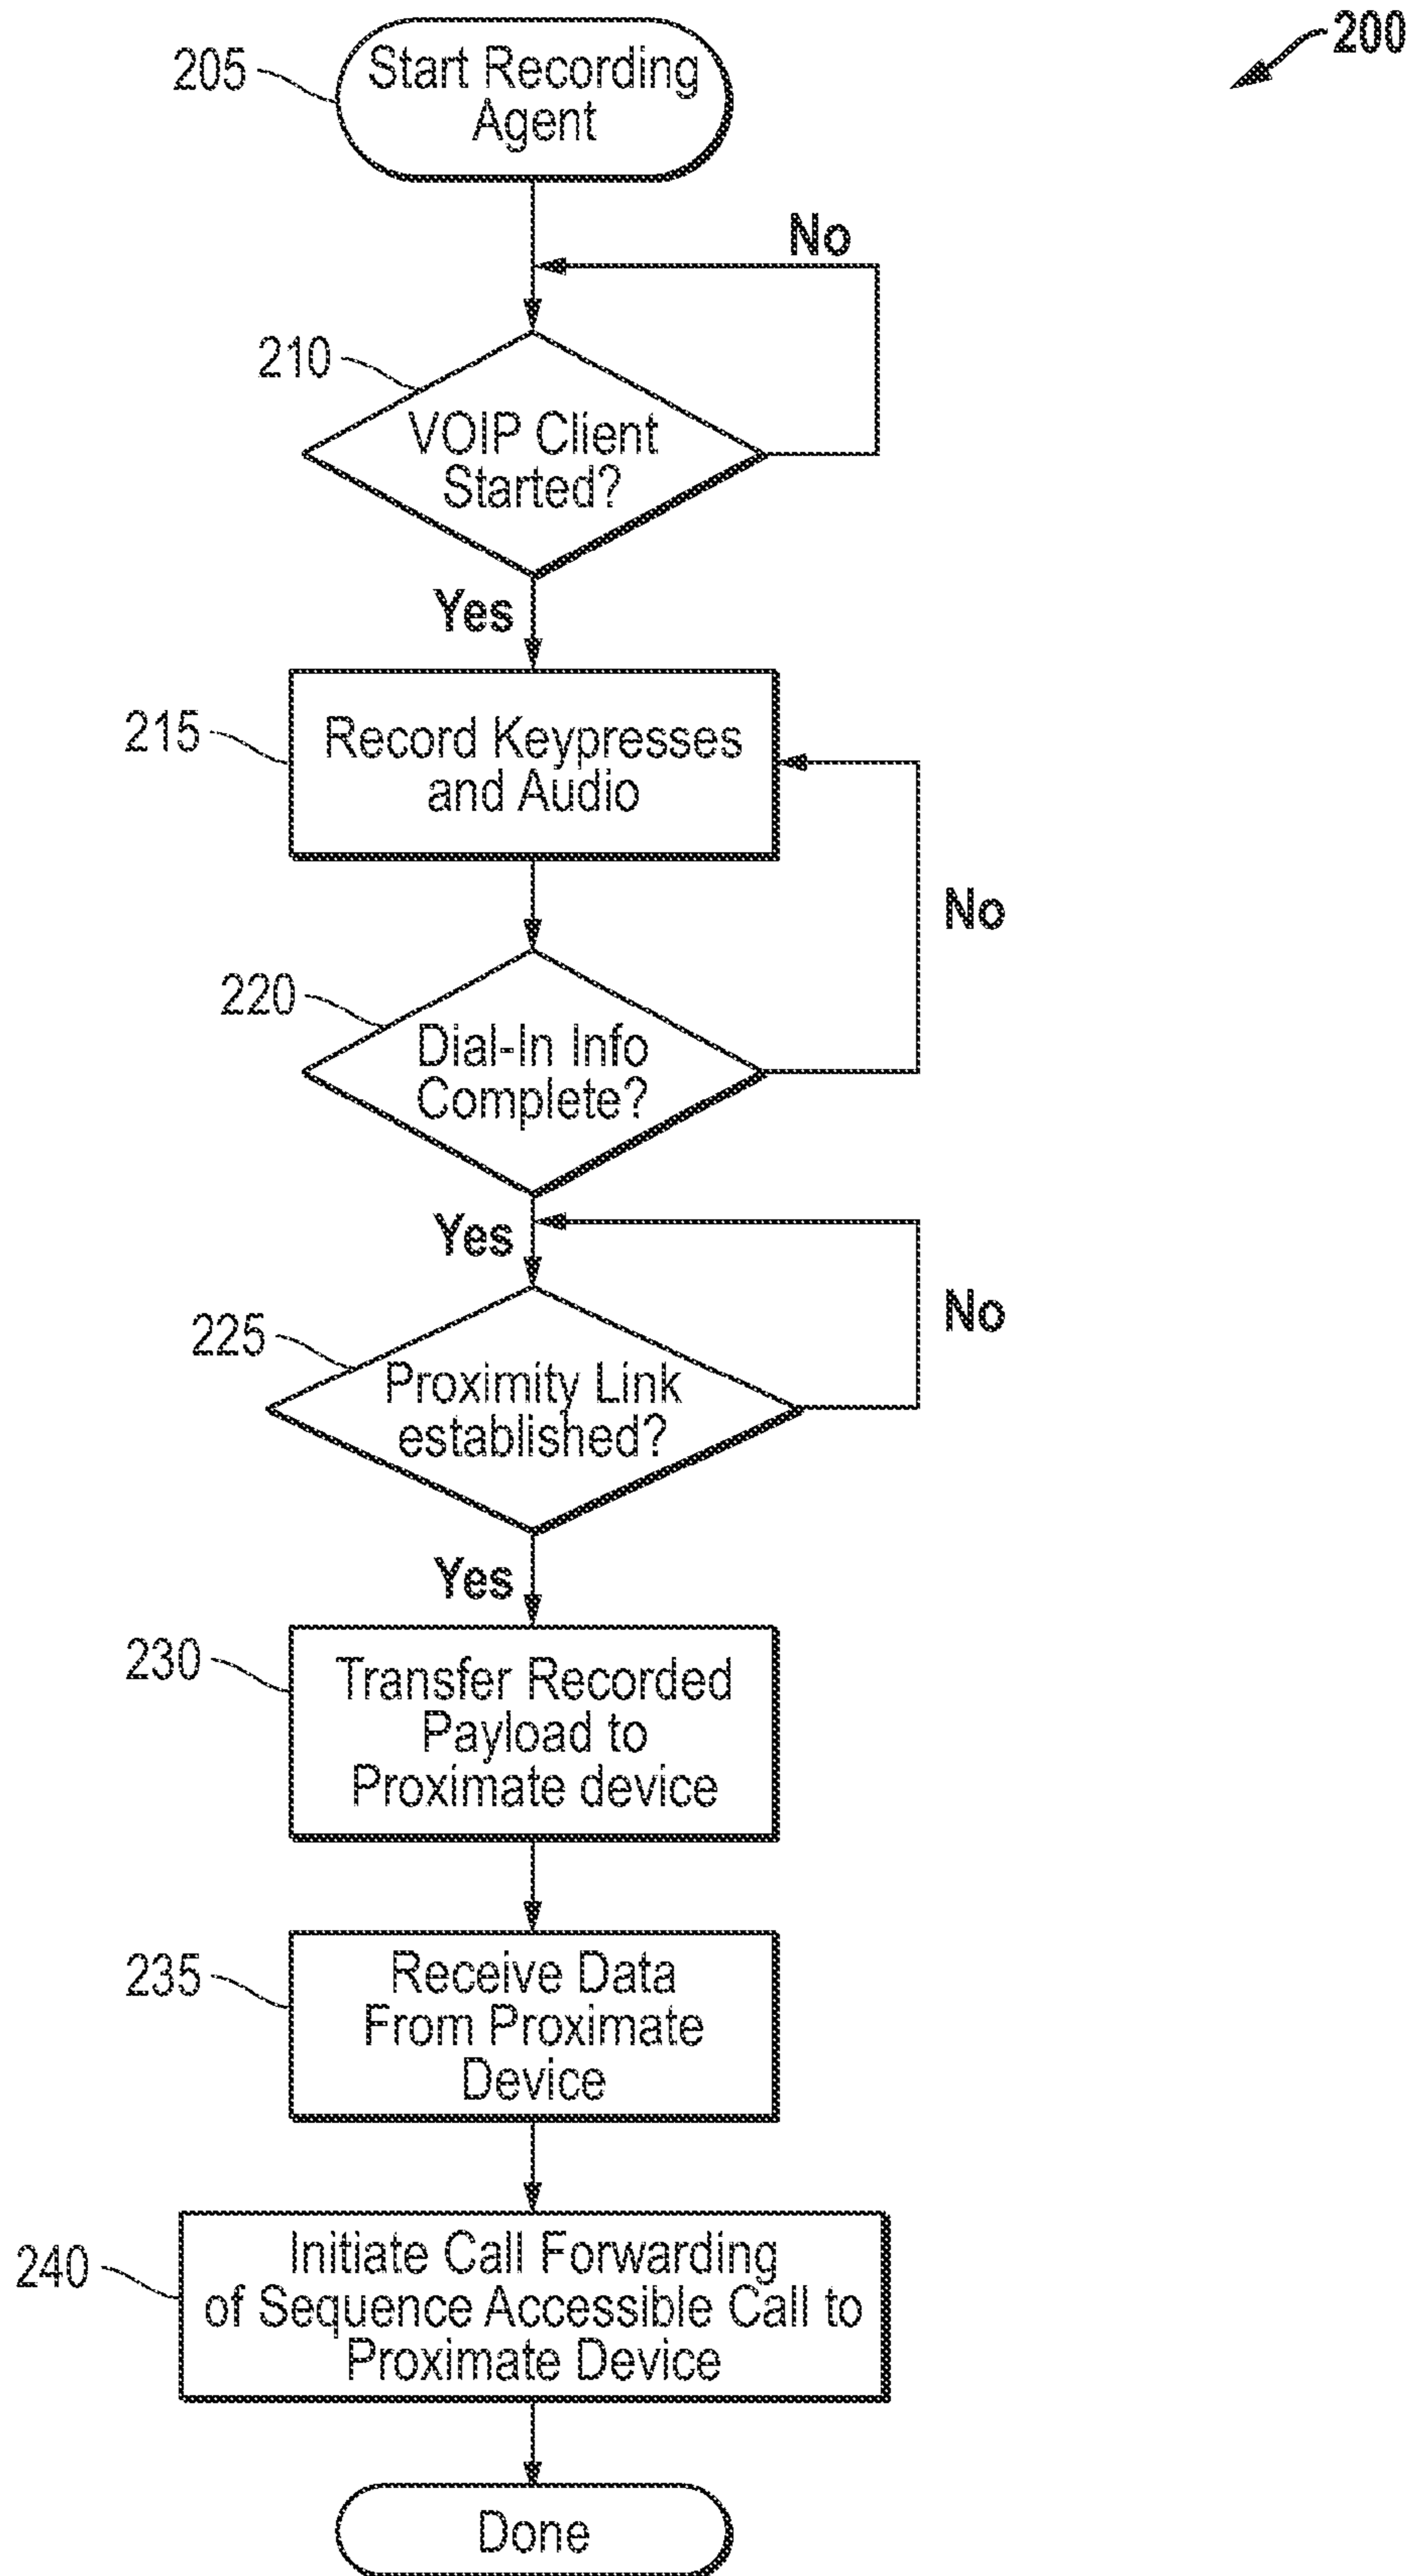 200
205
Start Recording
Agent
No
210
VOIP Client
Started?
Yes
215
Record Keypresses
and Audio
No
220
Dial-In Info
Complete?
Yes
225
Proximity Link
established?
No
Yes
230
Transfer Recorded
Payload to
Proximate device
235
Receive Data
From Proximate
Device
240
Initiate Call Forwarding
of Sequence Accessible Call to
Proximate Device
Done